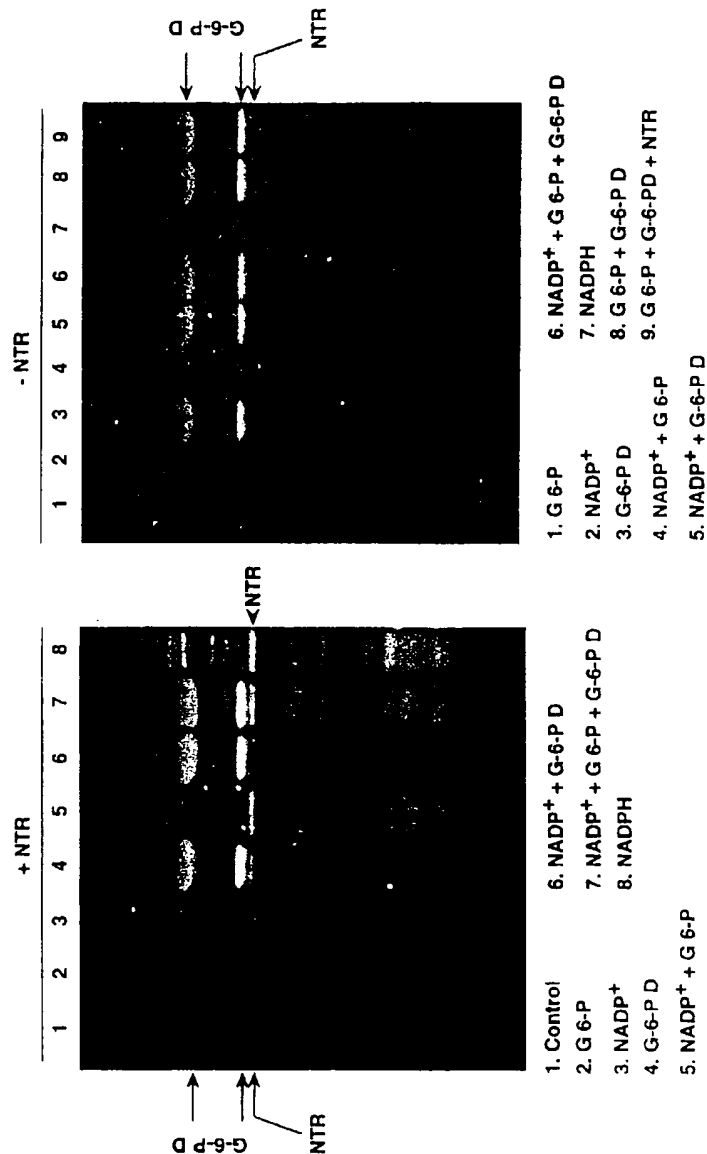 + NTR
1 2 3 4 5 6 7 8
G-6-P D
NTR
NTR
1. Control
2. G 6-P
3. NADP+
4. G-6-P D
5. NADP+ + G 6-P
6. NADP+ + G-6-P D
7. NADP+ + G 6-P + G-6-P D
8. NADPH
- NTR
1 2 3 4 5 6 7 8 9
G-6-P D
NTR
1. G 6-P
2. NADP+
3. G-6-P D
4. NADP+ + G 6-P
5. NADP+ + G-6-P D
6. NADP+ + G 6-P + G-6-P D
7. NADPH
8. G 6-P + G-6-P D
9. G 6-P + G-6-PD + NTR